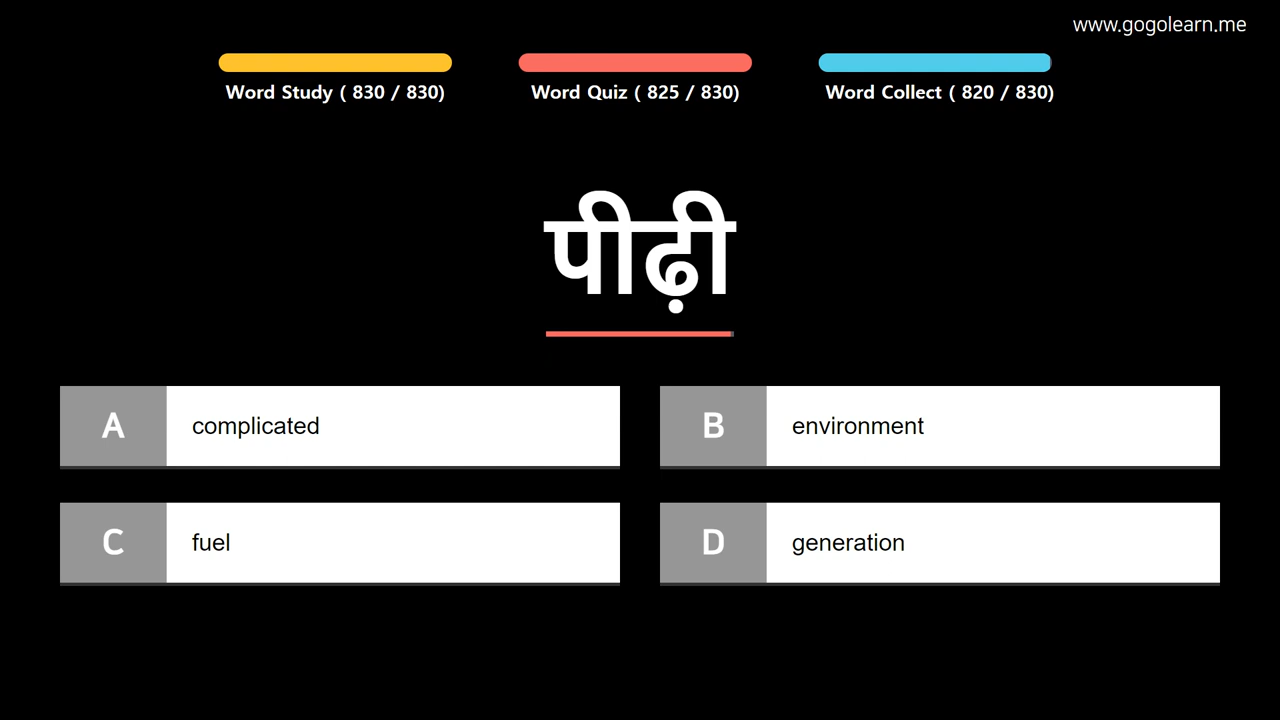 www.gogolearn.me
Word Study ( 830 / 830)
Word Quiz ( 825 / 830)
Word Collect ( 820 / 830)
पीढ़ी
A complicated
B environment
C fuel
D generation